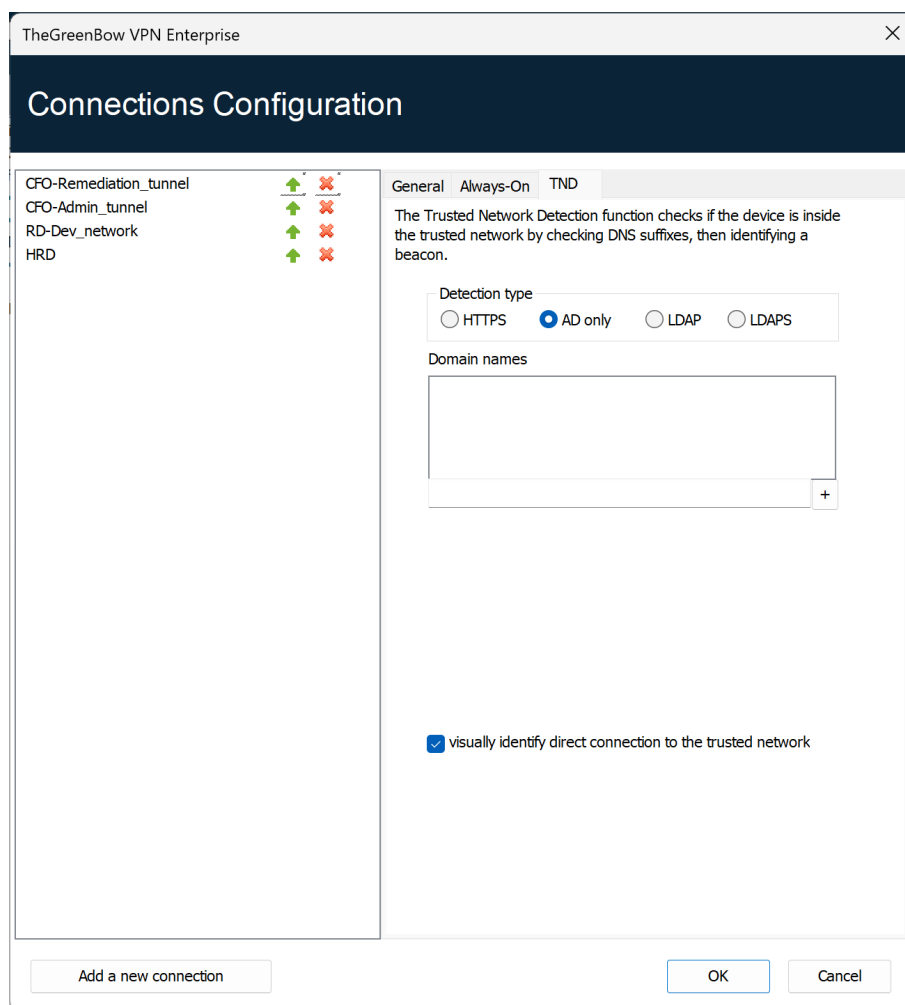 TheGreenBow VPN Enterprise
Connections Configuration
CFO-Remediation_tunnel
CFO-Admin_tunnel
RD-Dev_network
HRD
General Always-On TND
The Trusted Network Detection function checks if the device is inside
the trusted network by checking DNS suffixes, then identifying a
beacon.
Detection type
HTTPS AD only LDAP LDAPS
Domain names
+
visually identify direct connection to the trusted network
Add a new connection OK Cancel